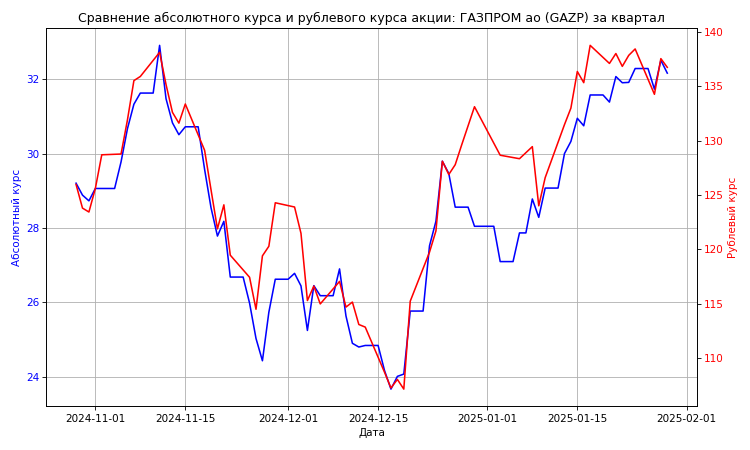 Сравнение абсолютного курса и рублевого курса акции: ГАЗПРОМ ао (GAZP) за квартал
140
135
130
125
120
115
110
32
30
28
26
24
Абсолютный курс
Рублевый курс
2024-11-01 2024-11-15 2024-12-01 2024-12-15 2025-01-01 2025-01-15 2025-02-01
Дата